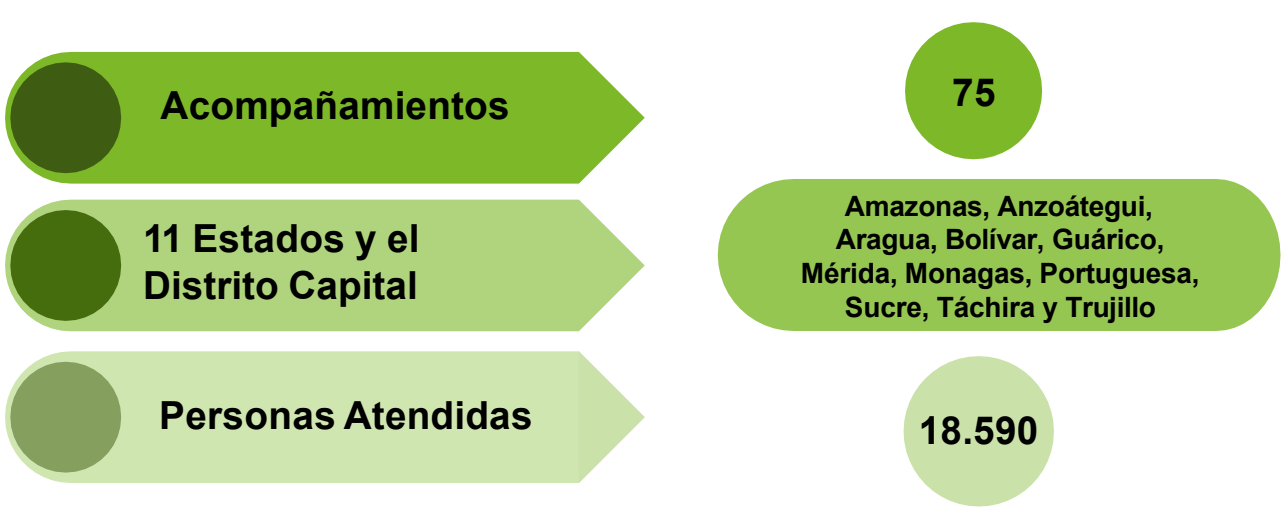 Acompañamientos
75
11 Estados y el
Distrito Capital
Amazonas, Anzoátegui,
Aragua, Bolívar, Guárico,
Mérida, Monagas, Portuguesa,
Sucre, Táchira y Trujillo
Personas Atendidas
18.590